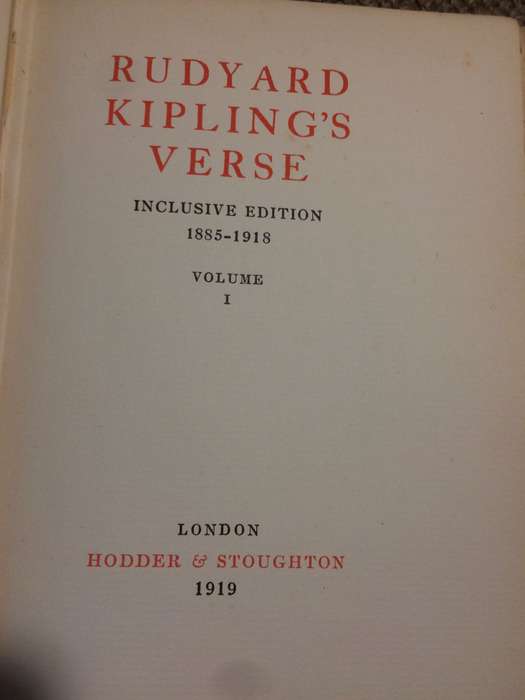 RUDYARD
KIPLING'S
VERSE
INCLUSIVE EDITION
1885-1918
VOLUME
I
LONDON
HODDER & STOUGHTON
1919